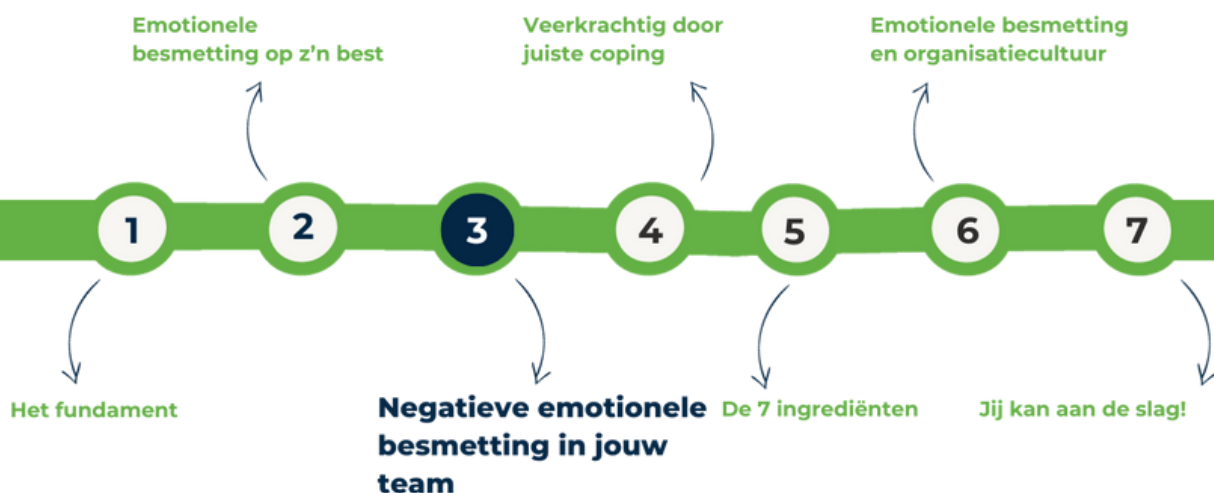 Emotionele
besmetting op z'n best
Veerkrachtig door
juiste coping
Emotionele besmetting
en organisatiecultuur
1
2
3
4
5
6
7
Het fundament
Negatieve emotionele
besmetting in jouw
team
De 7 ingrediënten
Jij kan aan de slag!